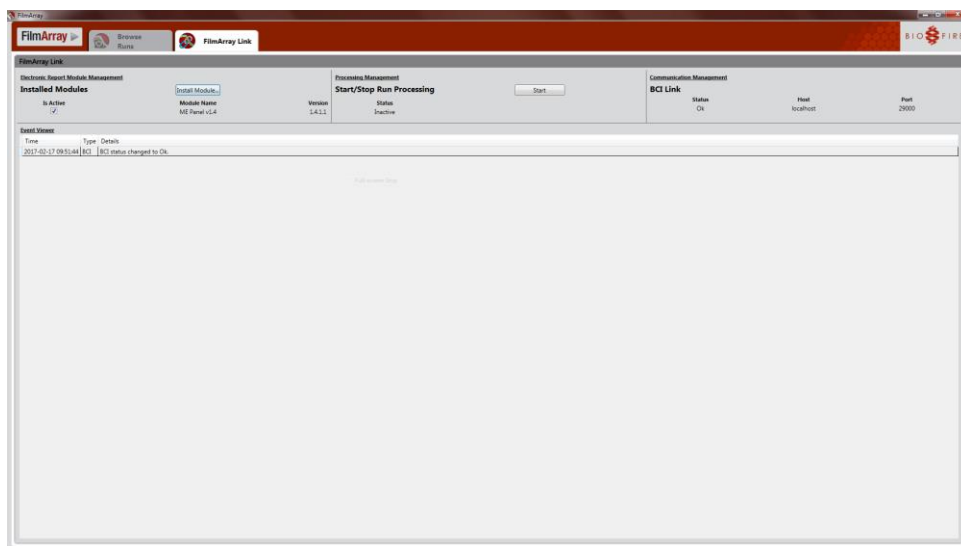 FilmArray
FilmArray
Browse Runs
FilmArray Link
BIO FIRE
FilmArray Link
Electronic Report Module Management
Installed Modules
Install Module...
Is Active Module Name Version
ME Panel v1.4 1.4.1.1
Processing Management
Start/Stop Run Processing
Start
Status
Inactive
Communication Management
BCI Link
Status Host Port
Ok localhost 29000
Event Viewer
Time Type Details
2017-02-17 09:51:44 BCI BCI status changed to Ok.